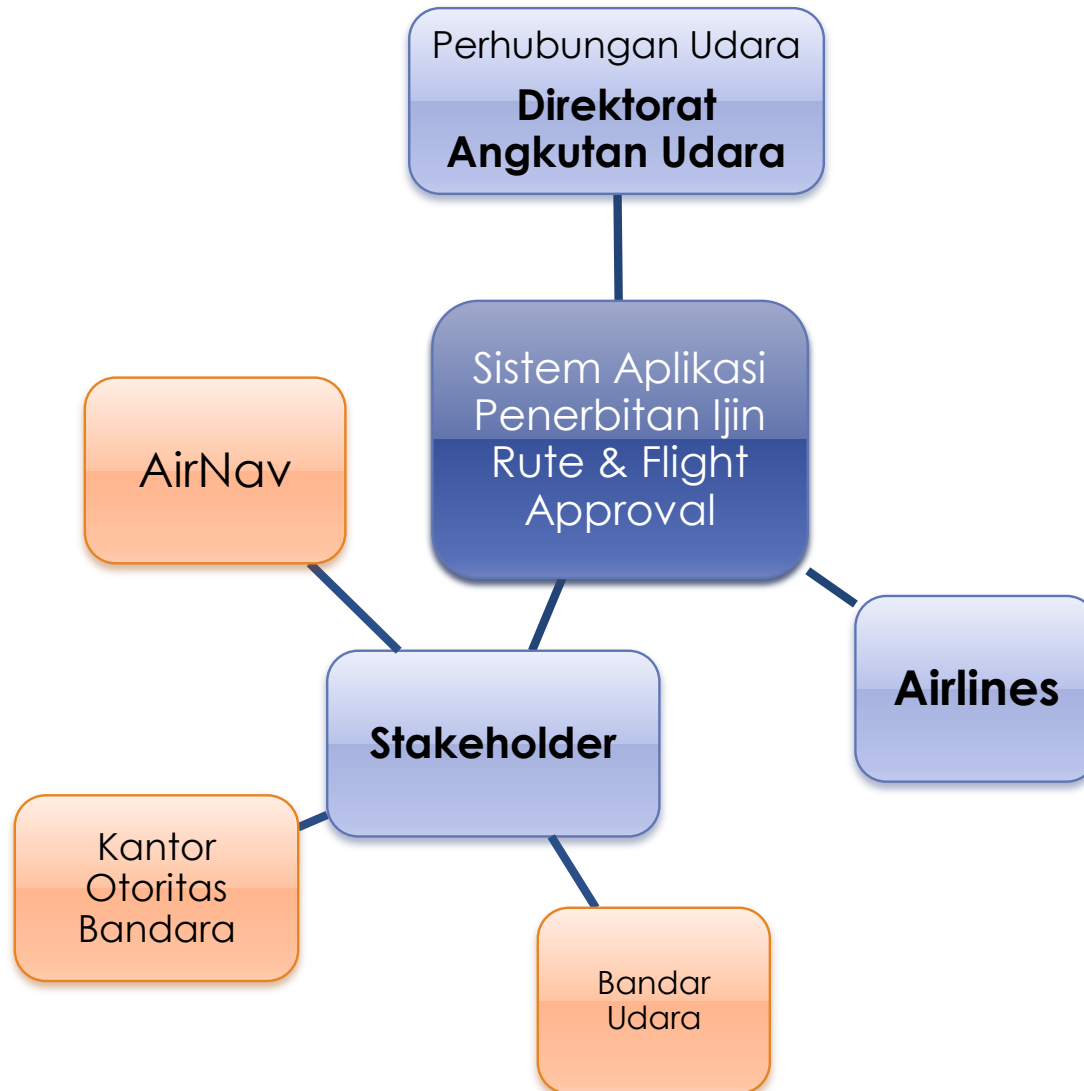 Perhubungan Udara
Direktorat
Angkutan Udara
Sistem Aplikasi
Penerbitan Ijin
Rute & Flight
Approval
AirNav
Airlines
Stakeholder
Kantor
Otoritas
Bandara
Bandar
Udara